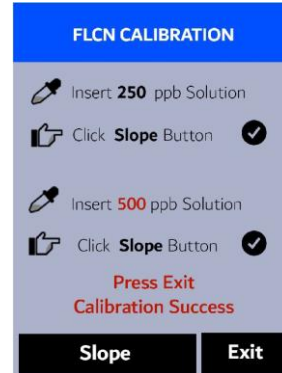 FLCN CALIBRATION
Insert 250 ppb Solution
Click Slope Button
Insert 500 ppb Solution
Click Slope Button
Press Exit
Calibration Success
Slope Exit